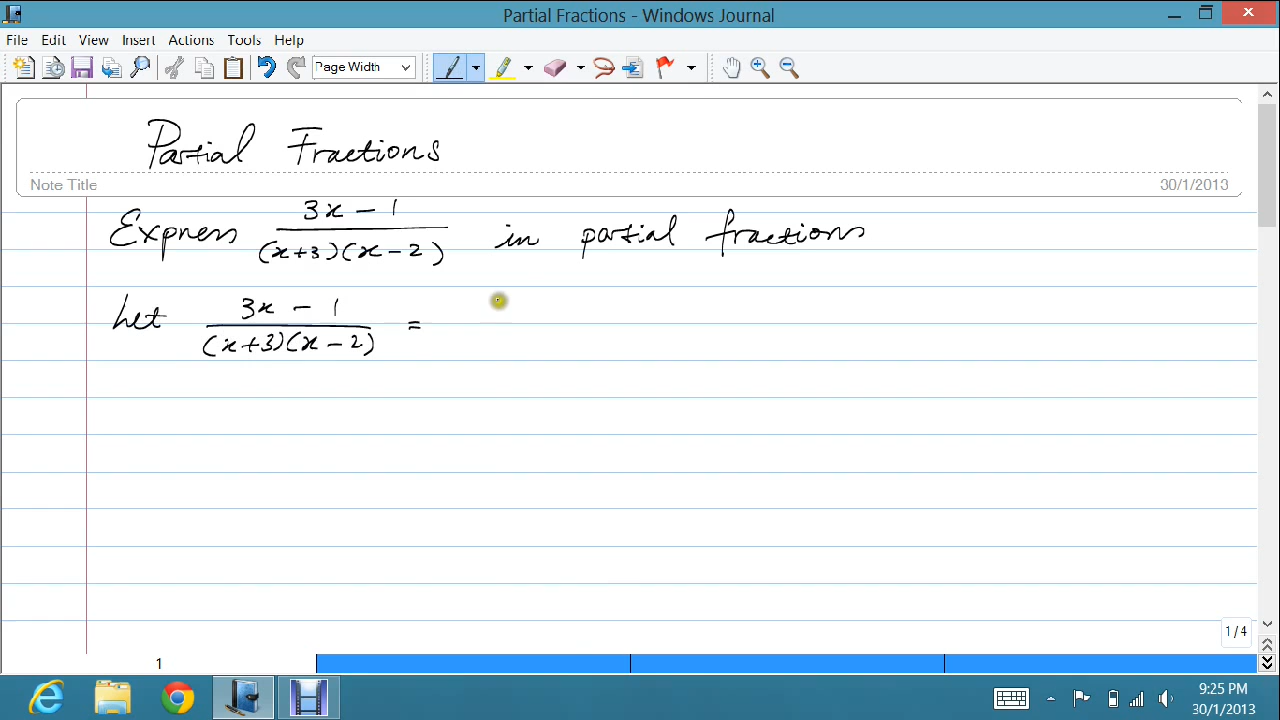 Partial Fractions - Windows Journal
File Edit View Insert Actions Tools Help
Page Width
Partial Fractions
Note Title
30/1/2013
Express (3x - 1)/((x+3)(x-2)) in partial fractions
Let (3x - 1)/((x+3)(x-2)) =
1/4
1
9:25 PM
30/1/2013